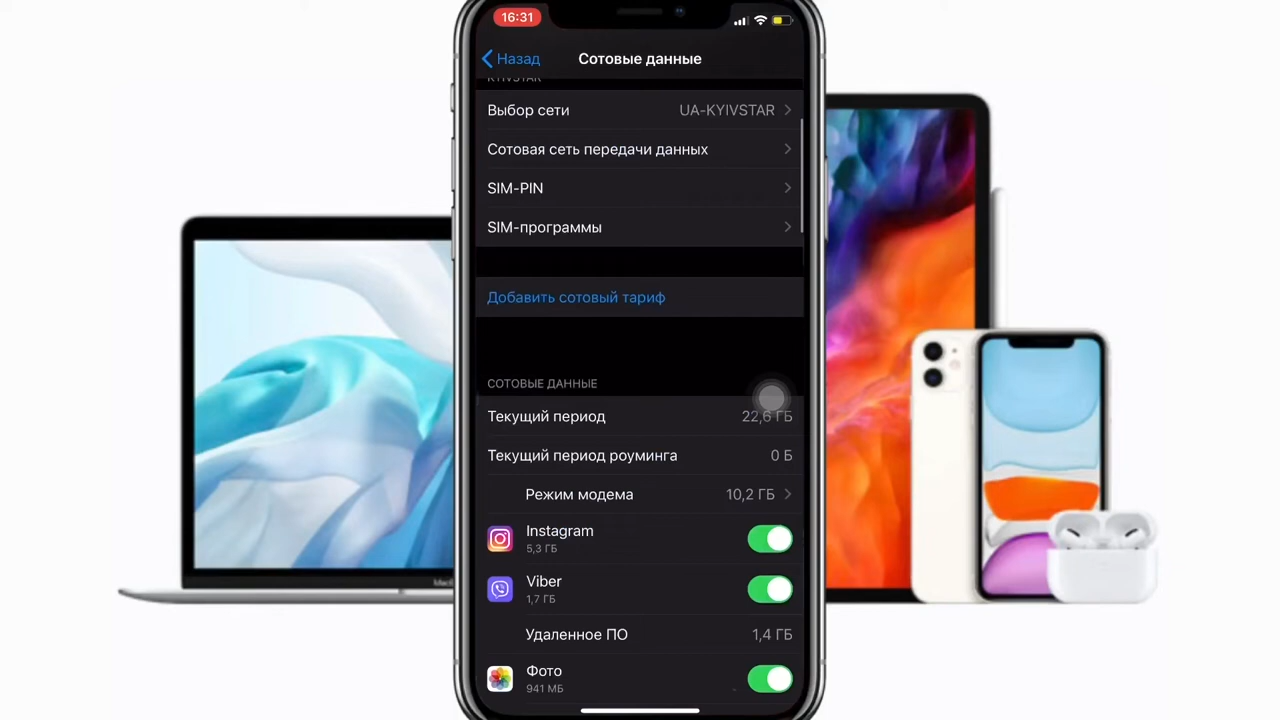 16:31
Назад
Сотовые данные
KYIVSTAR
Выбор сети UA-KYIVSTAR
Сотовая сеть передачи данных
SIM-PIN
SIM-программы
Добавить сотовый тариф
СОТОВЫЕ ДАННЫЕ
Текущий период 22,6 ГБ
Текущий период роуминга 0 Б
Режим модема 10,2 ГБ
Instagram
5,3 ГБ
Viber
1,7 ГБ
Удаленное ПО 1,4 ГБ
Фото
941 МБ